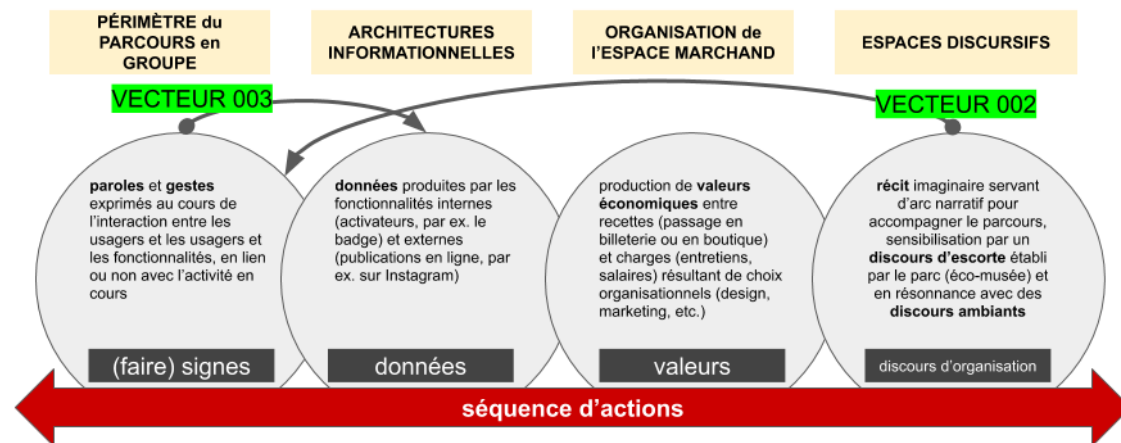 PÉRIMÈTRE du
PARCOURS en
GROUPE
ARCHITECTURES
INFORMATIONNELLES
ORGANISATION de
l'ESPACE MARCHAND
ESPACES DISCURSIFS
VECTEUR 003
VECTEUR 002
paroles et gestes
exprimés au cours de
l'interaction entre les
usagers et les usagers et
les fonctionnalités, en lien
ou non avec l'activité en
cours
données produites par les
fonctionnalités internes
(activateurs, par ex. le
badge) et externes
(publications en ligne, par
ex. sur Instagram)
production de valeurs
économiques entre
recettes (passage en
billeterie ou en boutique)
et charges (entretiens,
salaires) résultant de choix
organisationnels (design,
marketing, etc.)
récit imaginaire servant
d'arc narratif pour
accompagner le parcours,
sensibilisation par un
discours d'escorte établi
par le parc (éco-musée) et
en résonnance avec des
discours ambiants
(faire) signes
données
valeurs
discours d'organisation
séquence d'actions